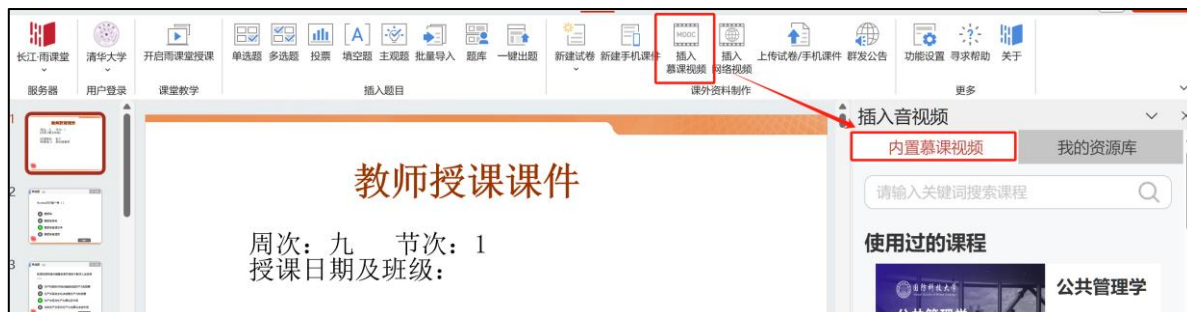 长江·雨课堂 清华大学 开启雨课堂授课 单选题 多选题 投票 填空题 主观题 批量导入 题库 一键出题 新建试卷 新建手机课件 插入 插入 上传试卷/手机课件 群发公告 功能设置 寻求帮助 关于
慕课视频 网络视频
服务器 用户登录 课堂教学 插入题目 课外资料制作 更多
1
插入音视频
内置慕课视频 我的资源库
教师授课课件
请输入关键词搜索课程
2
周次：九 节次：1
授课日期及班级：
使用过的课程
3
国防科技大学
公共管理学